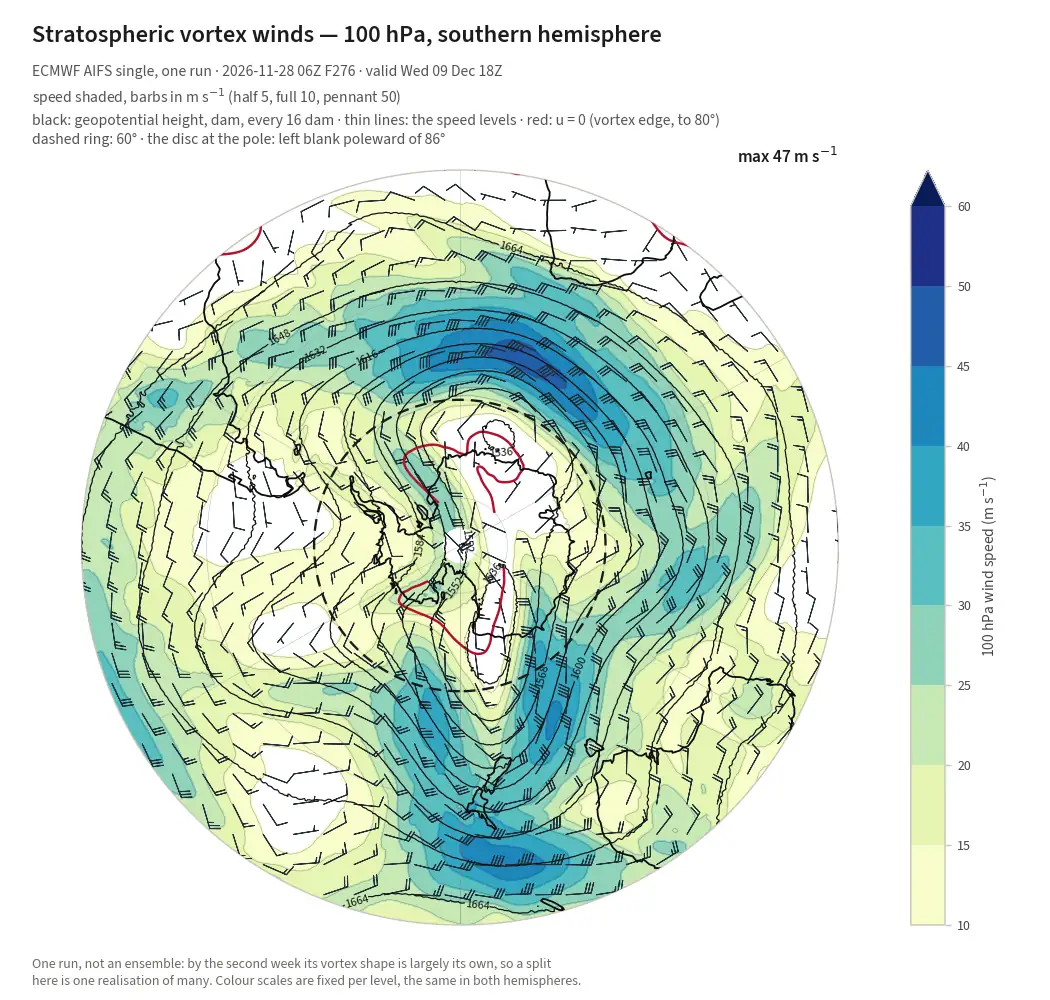 Stratospheric vortex winds — 100 hPa, southern hemisphere
ECMWF AIFS single, one run · 2026-11-28 06Z F276 · valid Wed 09 Dec 18Z
speed shaded, barbs in m s⁻¹ (half 5, full 10, pennant 50)
black: geopotential height, dam, every 16 dam · thin lines: the speed levels · red: u = 0 (vortex edge, to 80°)
dashed ring: 60° · the disc at the pole: left blank poleward of 86°
max 47 m s⁻¹
60
50
45
40
35
30
25
20
15
10
100 hPa wind speed (m s⁻¹)
1664
1648
1632
1616
1536
1552
1568
1600
1664
1664
One run, not an ensemble: by the second week its vortex shape is largely its own, so a split
here is one realisation of many. Colour scales are fixed per level, the same in both hemispheres.